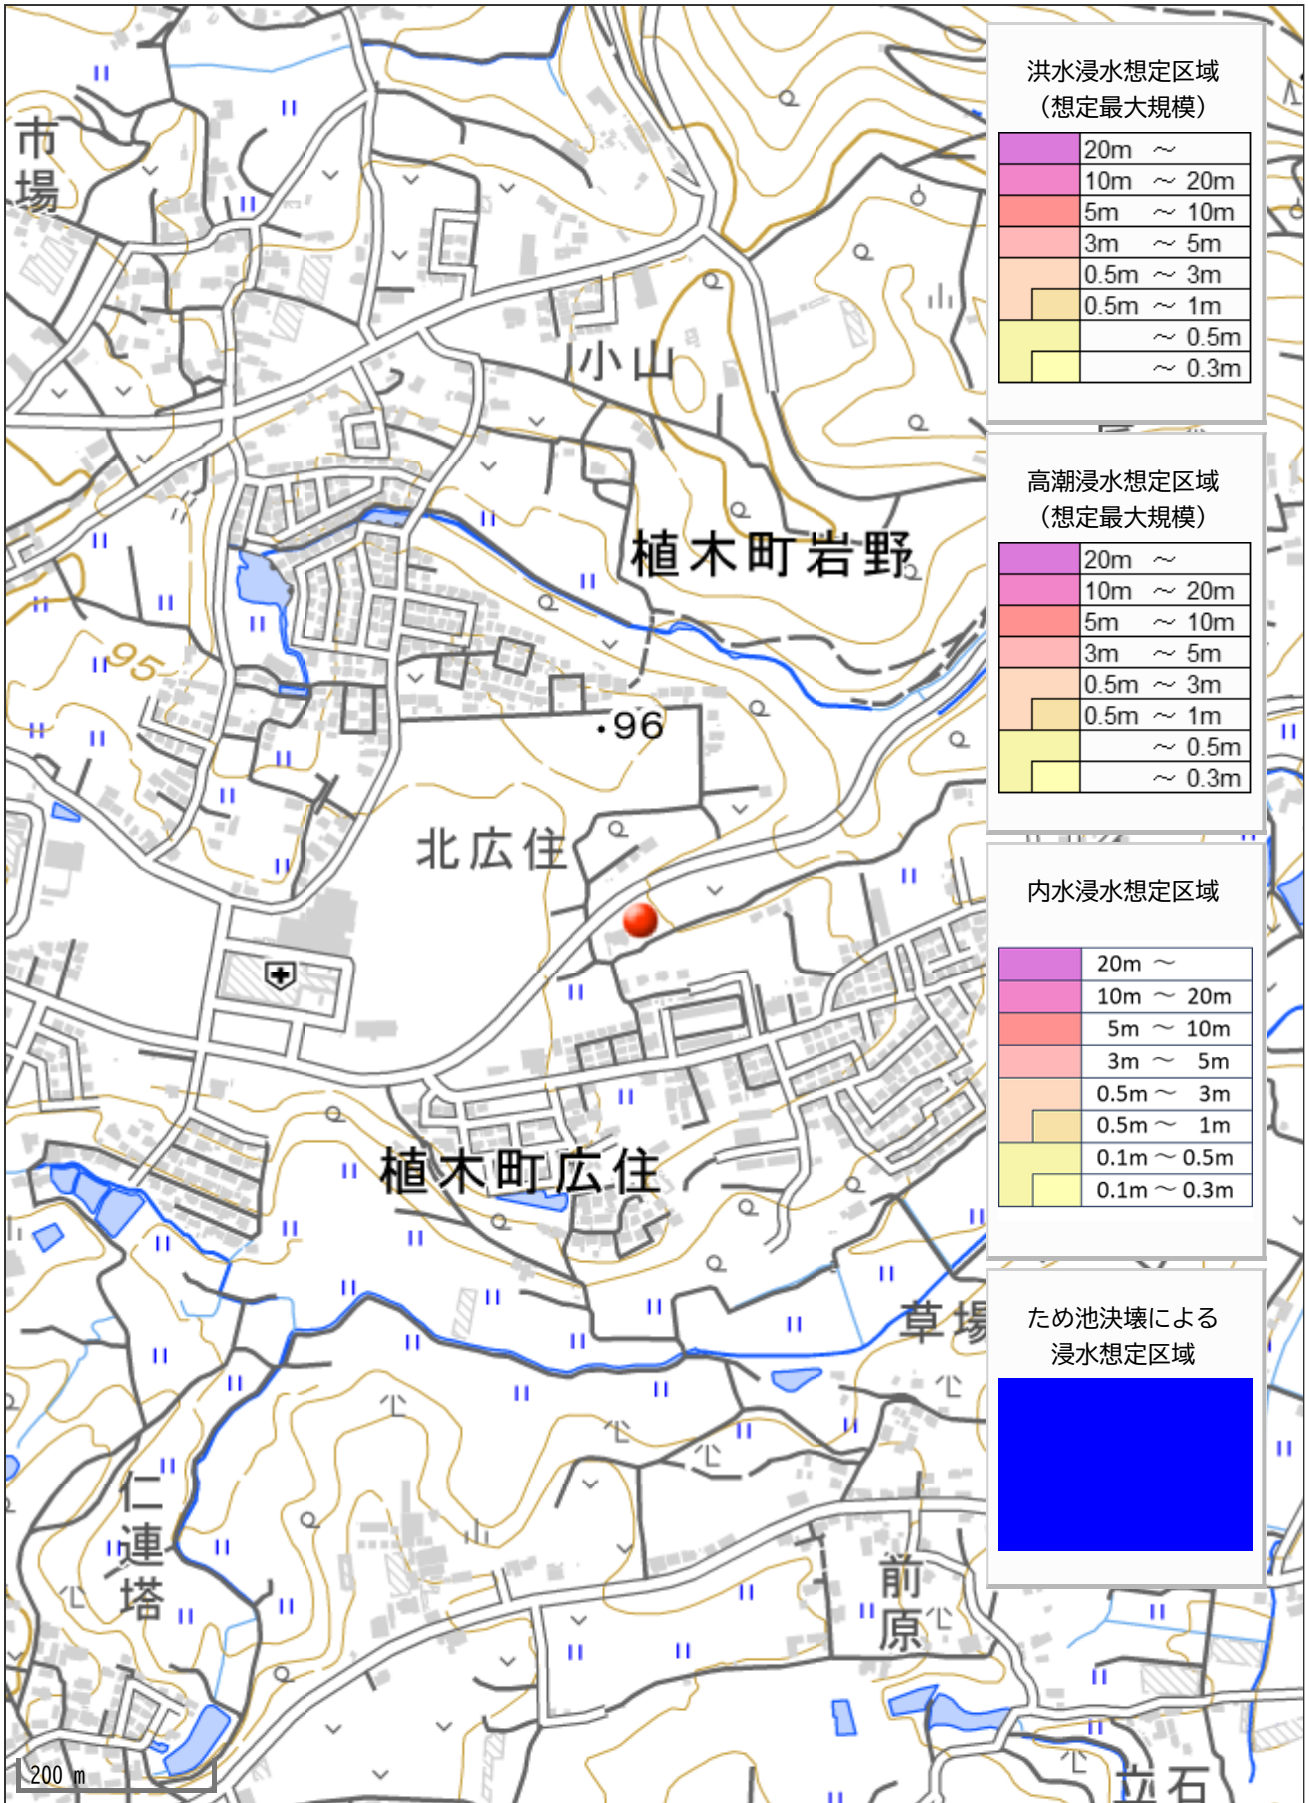 市場
小山
植木町岩野
95
・96
北広住
植木町広住
草場
仁連塔
前原
立石
200 m
洪水浸水想定区域
（想定最大規模）
20m ～
10m ～ 20m
5m ～ 10m
3m ～ 5m
0.5m ～ 3m
0.5m ～ 1m
～ 0.5m
～ 0.3m
高潮浸水想定区域
（想定最大規模）
20m ～
10m ～ 20m
5m ～ 10m
3m ～ 5m
0.5m ～ 3m
0.5m ～ 1m
～ 0.5m
～ 0.3m
内水浸水想定区域
20m ～
10m ～ 20m
5m ～ 10m
3m ～ 5m
0.5m ～ 3m
0.5m ～ 1m
0.1m ～ 0.5m
0.1m ～ 0.3m
ため池決壊による
浸水想定区域